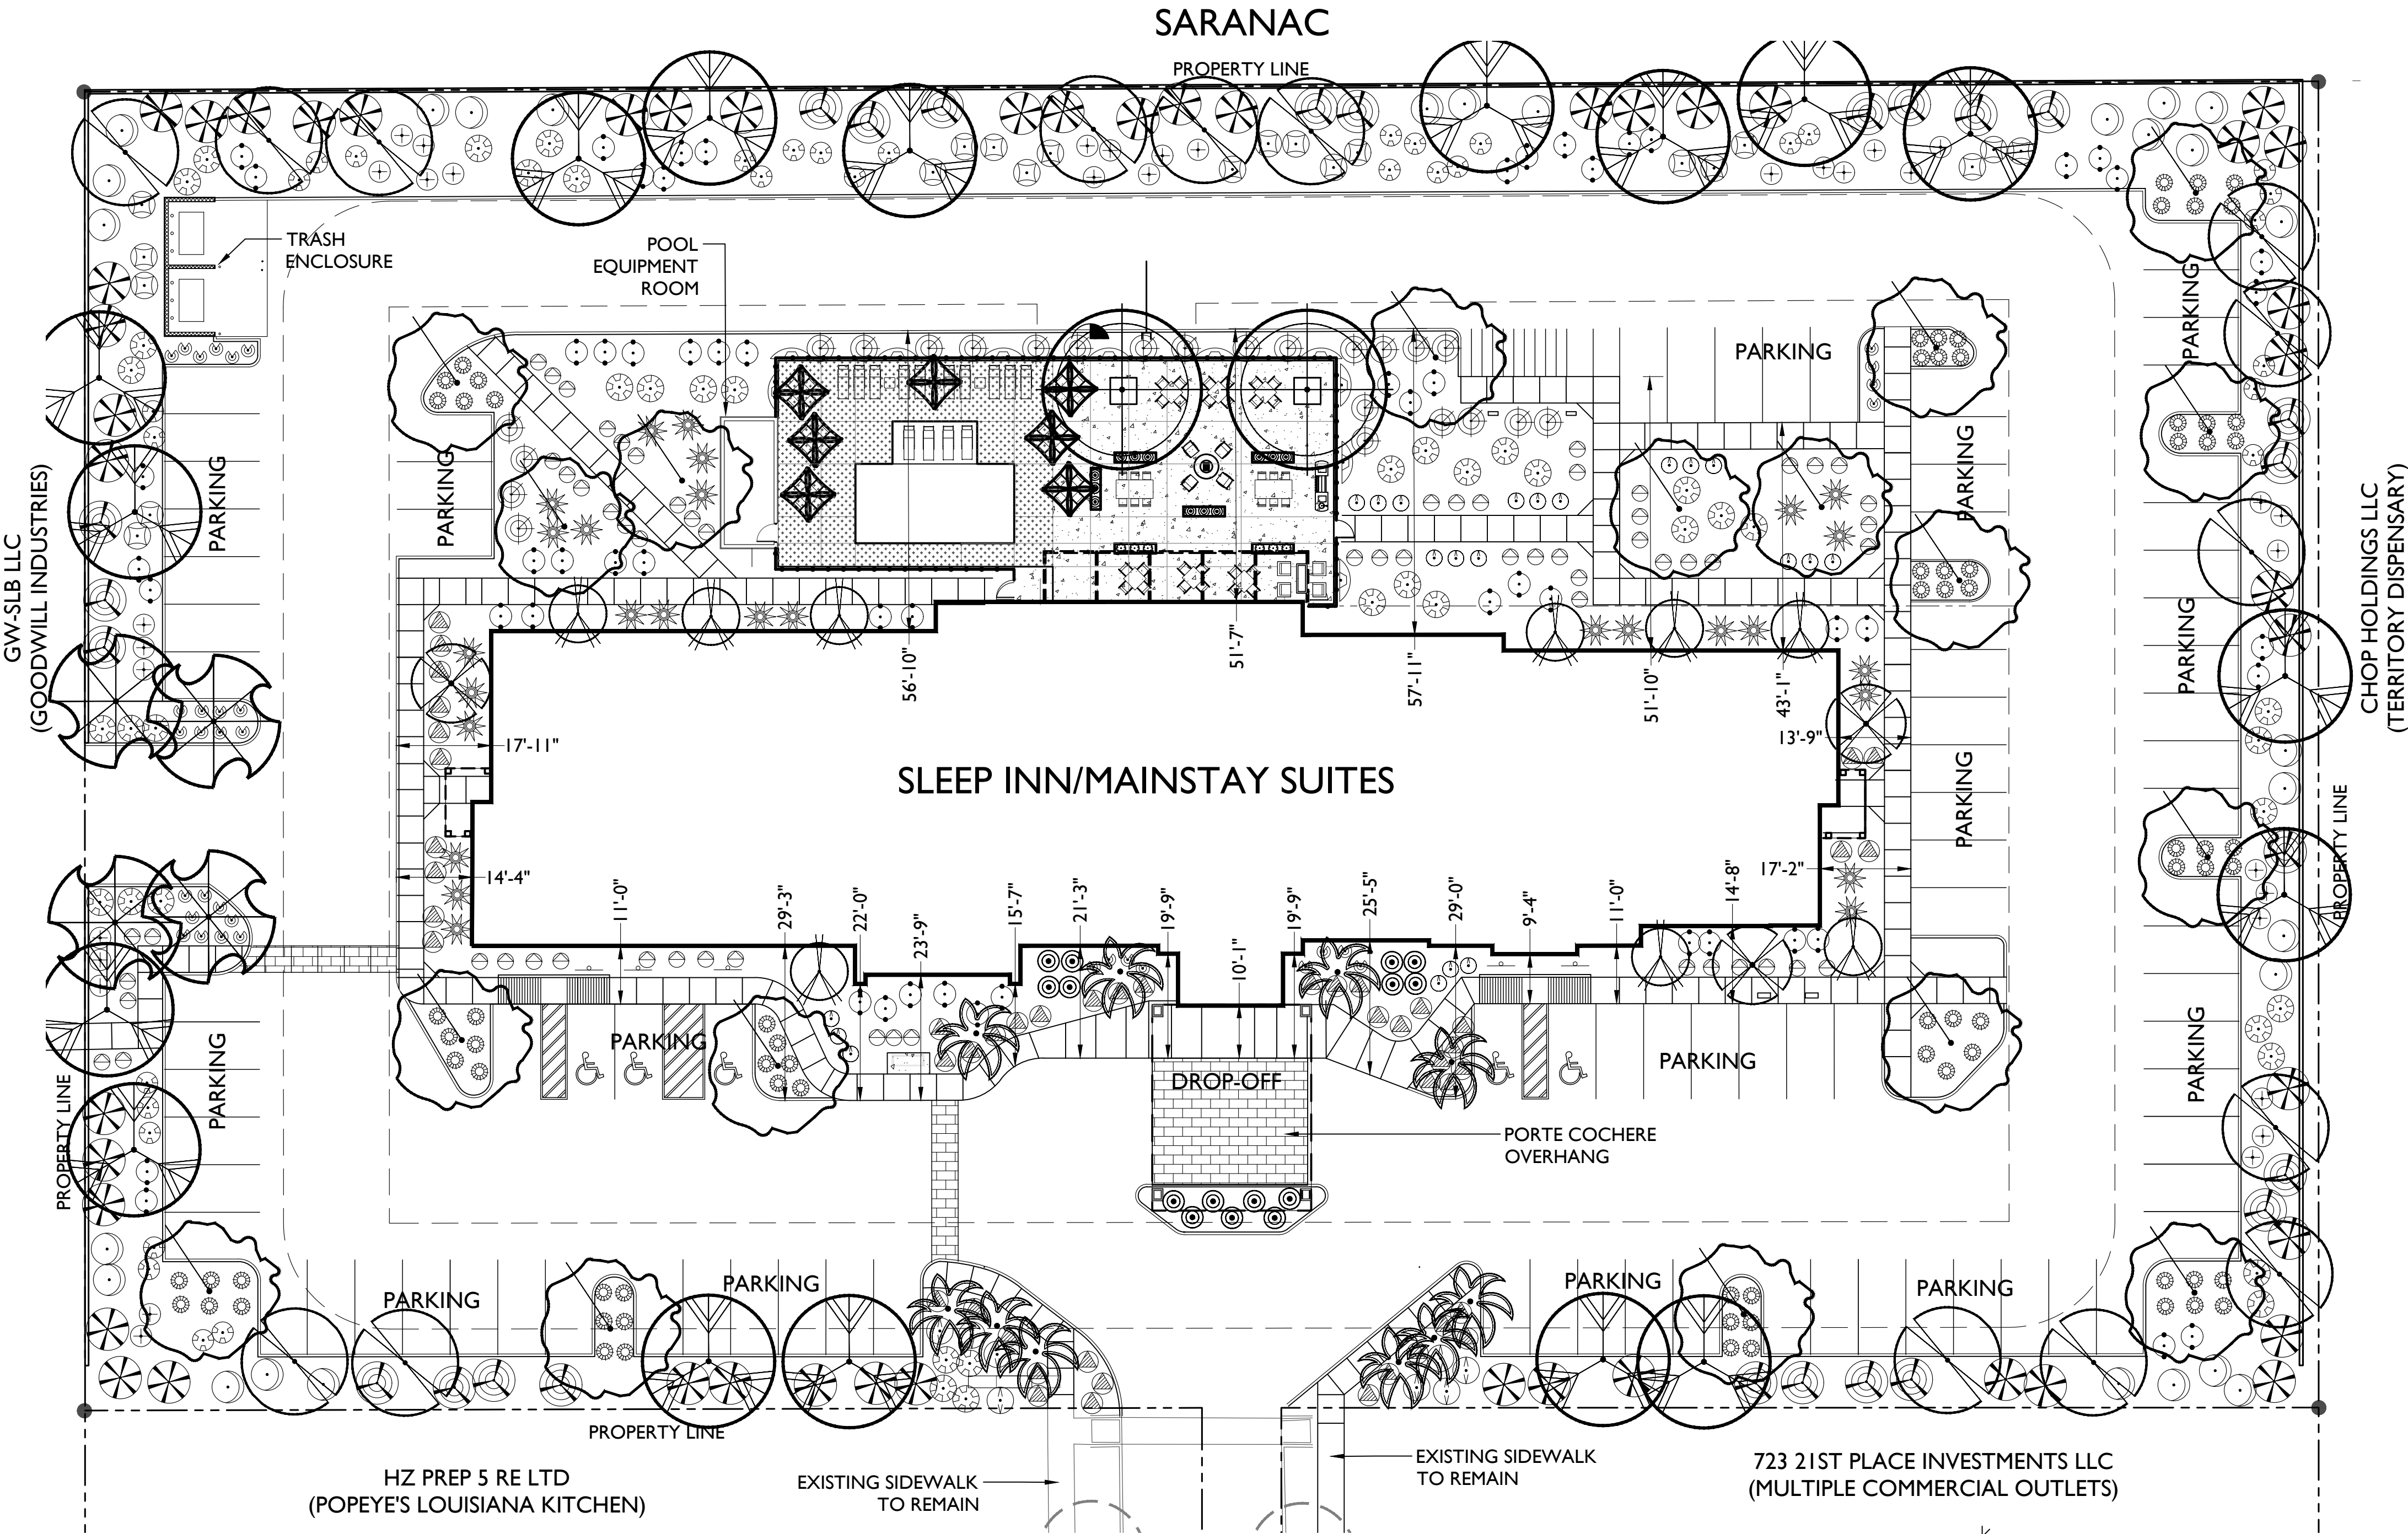 SARANAC
PROPERTY LINE
TRASH
ENCLOSURE
POOL
EQUIPMENT
ROOM
PARKING
PARKING
PARKING
PARKING
PARKING
GW-SLB LLC
(GOODWILL INDUSTRIES)
CHOP HOLDINGS LLC
(TERRITORY DISPENSARY)
56'-10"
51'-7"
57'-11"
51'-10"
43'-1"
PARKING
17'-11"
13'-9"
SLEEP INN/MAINSTAY SUITES
PARKING
PROPERTY LINE
14'-4"
17'-2"
11'-0"
29'-3"
22'-0"
23'-9"
15'-7"
21'-3"
19'-9"
10'-1"
19'-9"
25'-5"
29'-0"
9'-4"
11'-0"
14'-8"
PARKING
PARKING
PARKING
PARKING
DROP-OFF
PROPERTY LINE
PORTE COCHERE
OVERHANG
PARKING
PARKING
PARKING
PARKING
PROPERTY LINE
HZ PREP 5 RE LTD
(POPEYE'S LOUISIANA KITCHEN)
EXISTING SIDEWALK
TO REMAIN
EXISTING SIDEWALK
TO REMAIN
723 21ST PLACE INVESTMENTS LLC
(MULTIPLE COMMERCIAL OUTLETS)